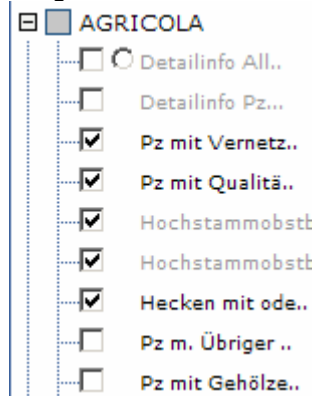 AGRICOLA
Detailinfo All..
Detailinfo Pz...
Pz mit Vernetz..
Pz mit Qualitä..
Hochstammobstb
Hochstammobstb
Hecken mit ode..
Pz m. Übriger ..
Pz mit Gehölze..